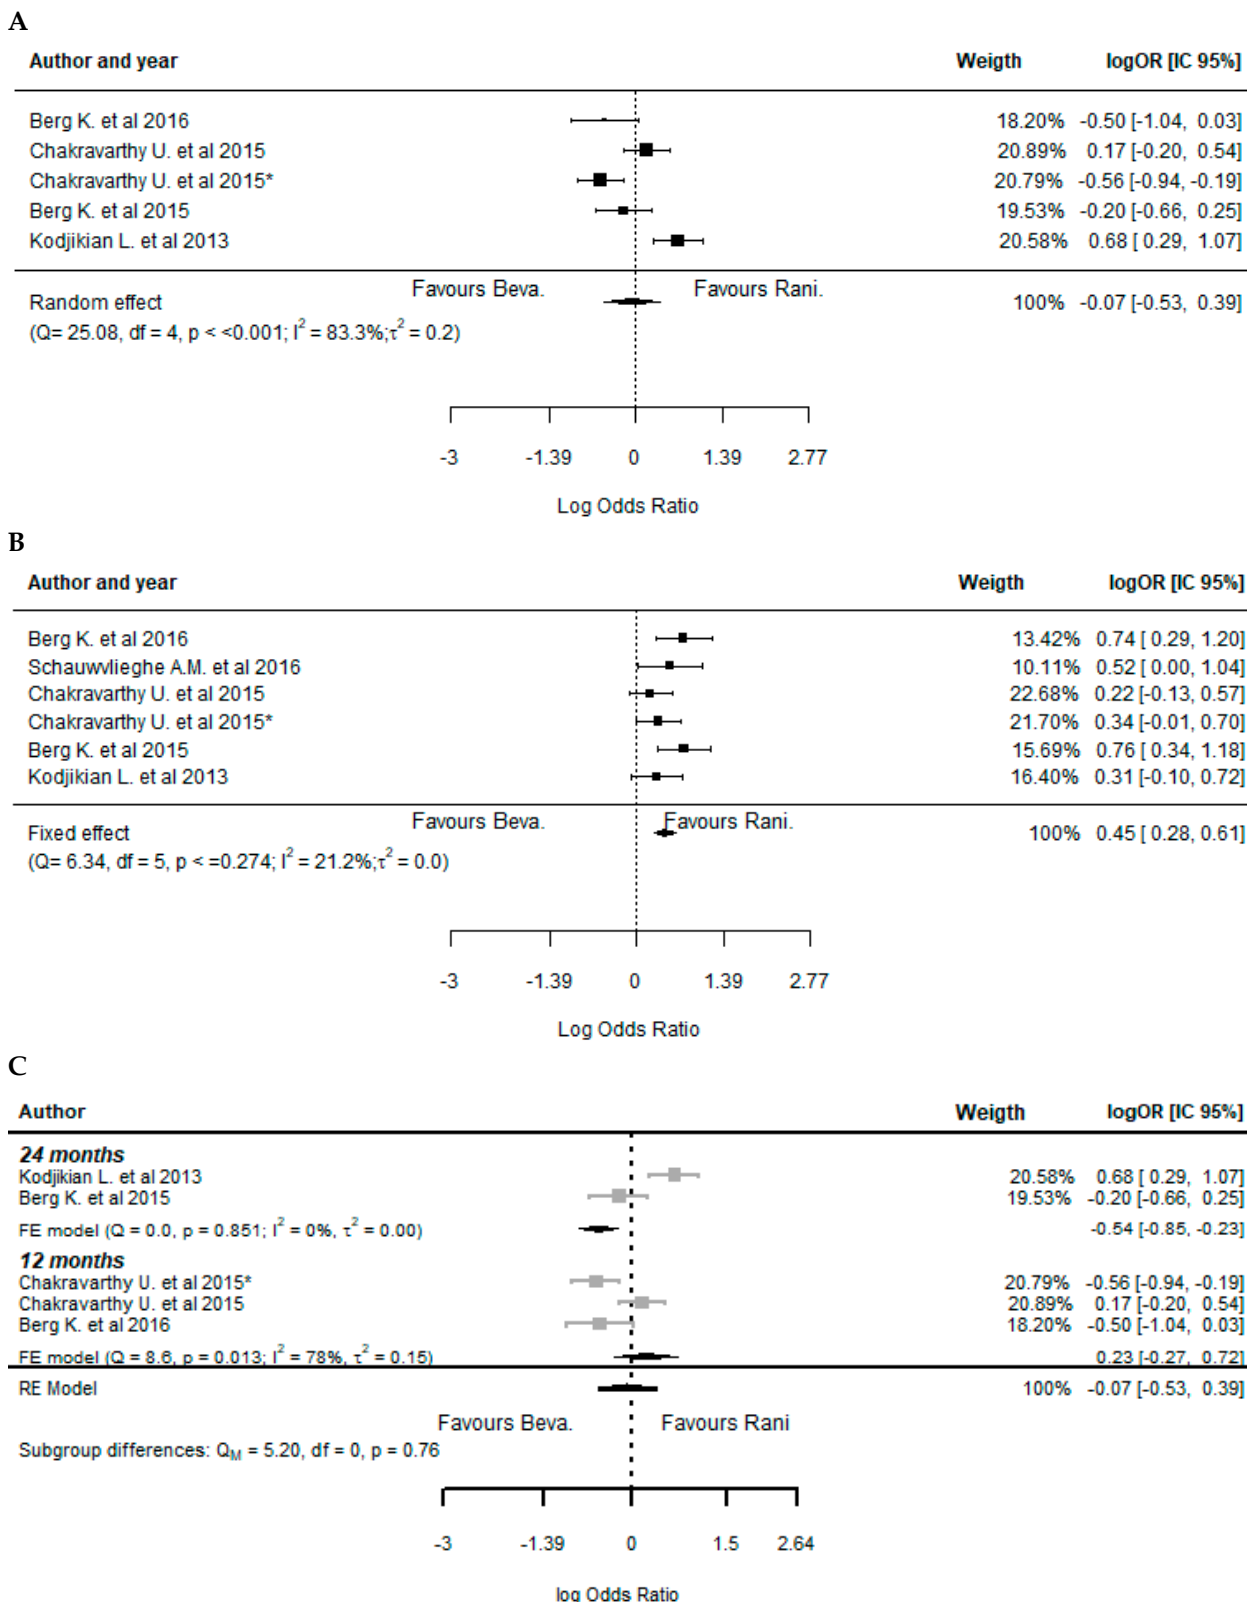 A
Author and year Weigth logOR [IC 95%]
Berg K. et al 2016 18.20% -0.50 [-1.04, 0.03]
Chakravarthy U. et al 2015 20.89% 0.17 [-0.20, 0.54]
Chakravarthy U. et al 2015* 20.79% -0.56 [-0.94, -0.19]
Berg K. et al 2015 19.53% -0.20 [-0.66, 0.25]
Kodjikian L. et al 2013 20.58% 0.68 [ 0.29, 1.07]
Favours Beva. Favours Rani.
Random effect 100% -0.07 [-0.53, 0.39]
(Q= 25.08, df = 4, p < <0.001; I² = 83.3%;τ² = 0.2)
-3 -1.39 0 1.39 2.77
Log Odds Ratio
B
Author and year Weigth logOR [IC 95%]
Berg K. et al 2016 13.42% 0.74 [ 0.29, 1.20]
Schauwvlieghe A.M. et al 2016 10.11% 0.52 [ 0.00, 1.04]
Chakravarthy U. et al 2015 22.68% 0.22 [-0.13, 0.57]
Chakravarthy U. et al 2015* 21.70% 0.34 [-0.01, 0.70]
Berg K. et al 2015 15.69% 0.76 [ 0.34, 1.18]
Kodjikian L. et al 2013 16.40% 0.31 [-0.10, 0.72]
Favours Beva. Favours Rani.
Fixed effect 100% 0.45 [ 0.28, 0.61]
(Q= 6.34, df = 5, p < =0.274; I² = 21.2%;τ² = 0.0)
-3 -1.39 0 1.39 2.77
Log Odds Ratio
C
Author Weigth logOR [IC 95%]
24 months
Kodjikian L. et al 2013 20.58% 0.68 [ 0.29, 1.07]
Berg K. et al 2015 19.53% -0.20 [-0.66, 0.25]
FE model (Q = 0.0, p = 0.851; I² = 0%, τ² = 0.00) -0.54 [-0.85, -0.23]
12 months
Chakravarthy U. et al 2015* 20.79% -0.56 [-0.94, -0.19]
Chakravarthy U. et al 2015 20.89% 0.17 [-0.20, 0.54]
Berg K. et al 2016 18.20% -0.50 [-1.04, 0.03]
FE model (Q = 8.6, p = 0.013; I² = 78%, τ² = 0.15) 0.23 [-0.27, 0.72]
RE Model 100% -0.07 [-0.53, 0.39]
Favours Beva. Favours Rani
Subgroup differences: Q_M = 5.20, df = 0, p = 0.76
-3 -1.39 0 1.5 2.64
log Odds Ratio